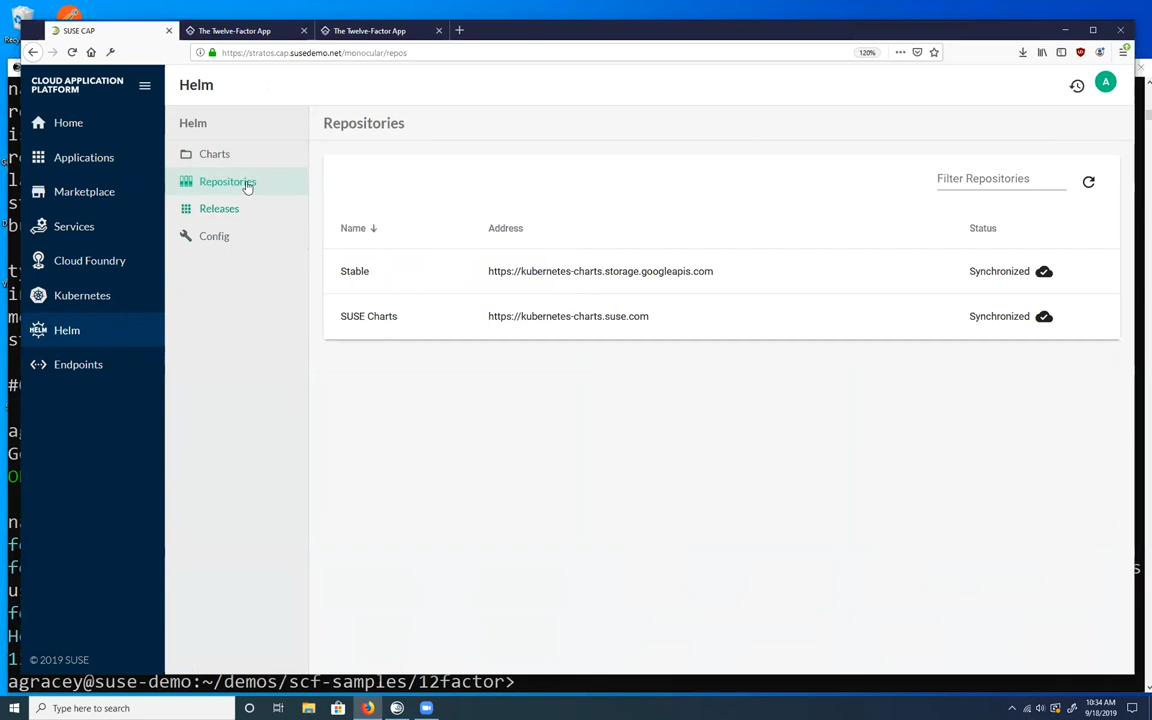 SUSE CAP
The Twelve-Factor App
The Twelve-Factor App
https://stratos.cap.susedemo.net/monocular/repos
120%
CLOUD APPLICATION
PLATFORM
Helm
A
Home
Applications
Marketplace
Services
Cloud Foundry
Kubernetes
Helm
Endpoints
© 2019 SUSE
Helm
Charts
Repositories
Releases
Config
Repositories
Filter Repositories
Name
Address
Status
Stable
https://kubernetes-charts.storage.googleapis.com
Synchronized
SUSE Charts
https://kubernetes-charts.suse.com
Synchronized
agracey@suse-demo:~/demos/scf-samples/12factor>
Type here to search
10:34 AM
9/18/2019